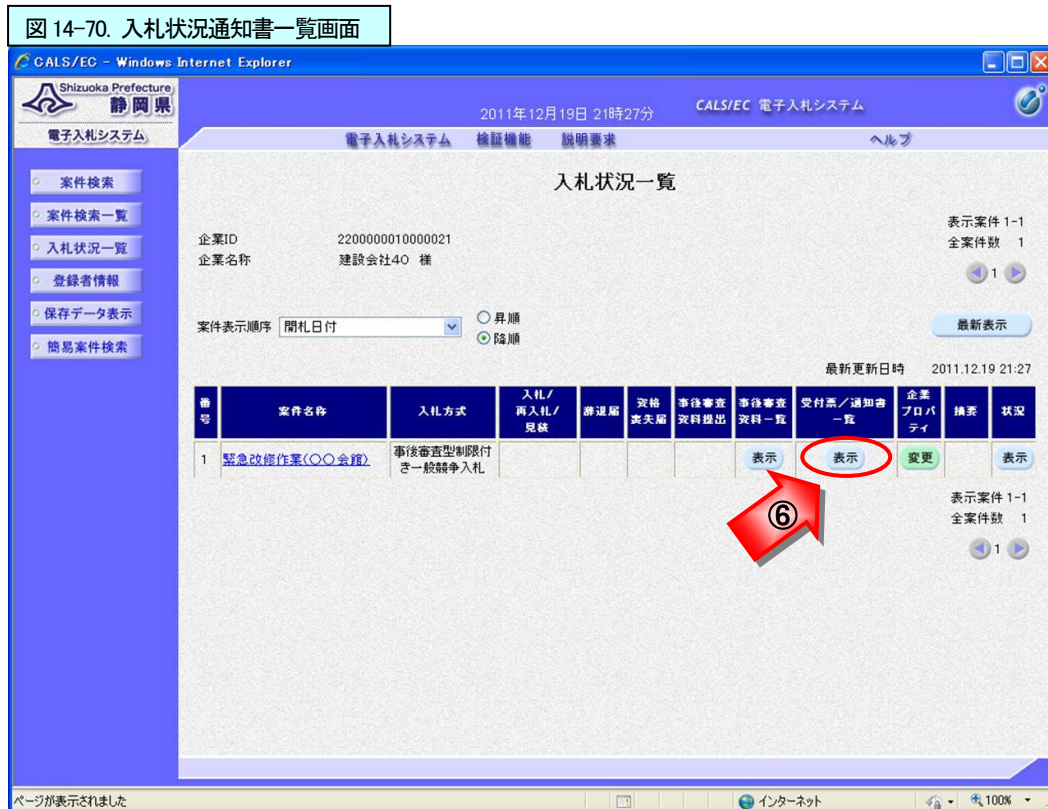 図 14-70. 入札状況通知書一覧画面
CALS/EC - Windows Internet Explorer
Shizuoka Prefecture
静岡県
電子入札システム
2011年12月19日 21時27分
CALS/EC 電子入札システム
電子入札システム 検証機能 説明要求 ヘルプ
案件検索
案件検索一覧
入札状況一覧
登録者情報
保存データ表示
簡易案件検索
入札状況一覧
表示案件 1-1
全案件数 1
1
企業ID 2200000010000021
企業名称 建設会社40 様
案件表示順序 開札日付
昇順
降順
最新表示
最新更新日時 2011.12.19 21:27
番号 案件名称 入札方式 入札/再入札/見積 辞退届 資格喪失届 事後審査資料提出 事後審査資料一覧 受付票/通知書一覧 企業プロパティ 摘要 状況
1 緊急改修作業(〇〇会館) 事後審査型制限付き一般競争入札 表示 表示 変更 表示
表示案件 1-1
全案件数 1
1
⑥
ページが表示されました
インターネット
100%